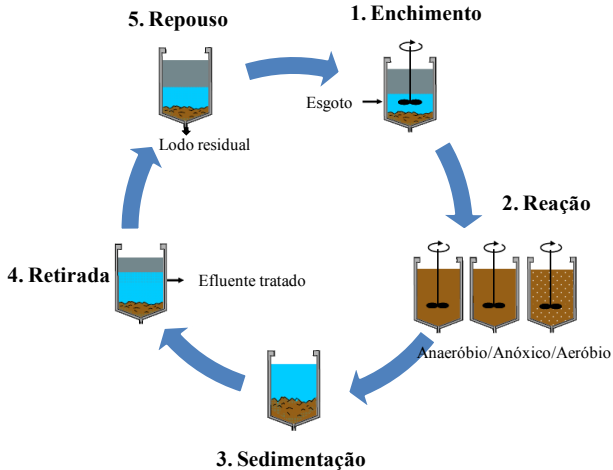 1. Enchimento
Esgoto
2. Reação
Anaeróbio/Anóxico/Aeróbio
3. Sedimentação
4. Retirada
Efluente tratado
5. Repouso
Lodo residual